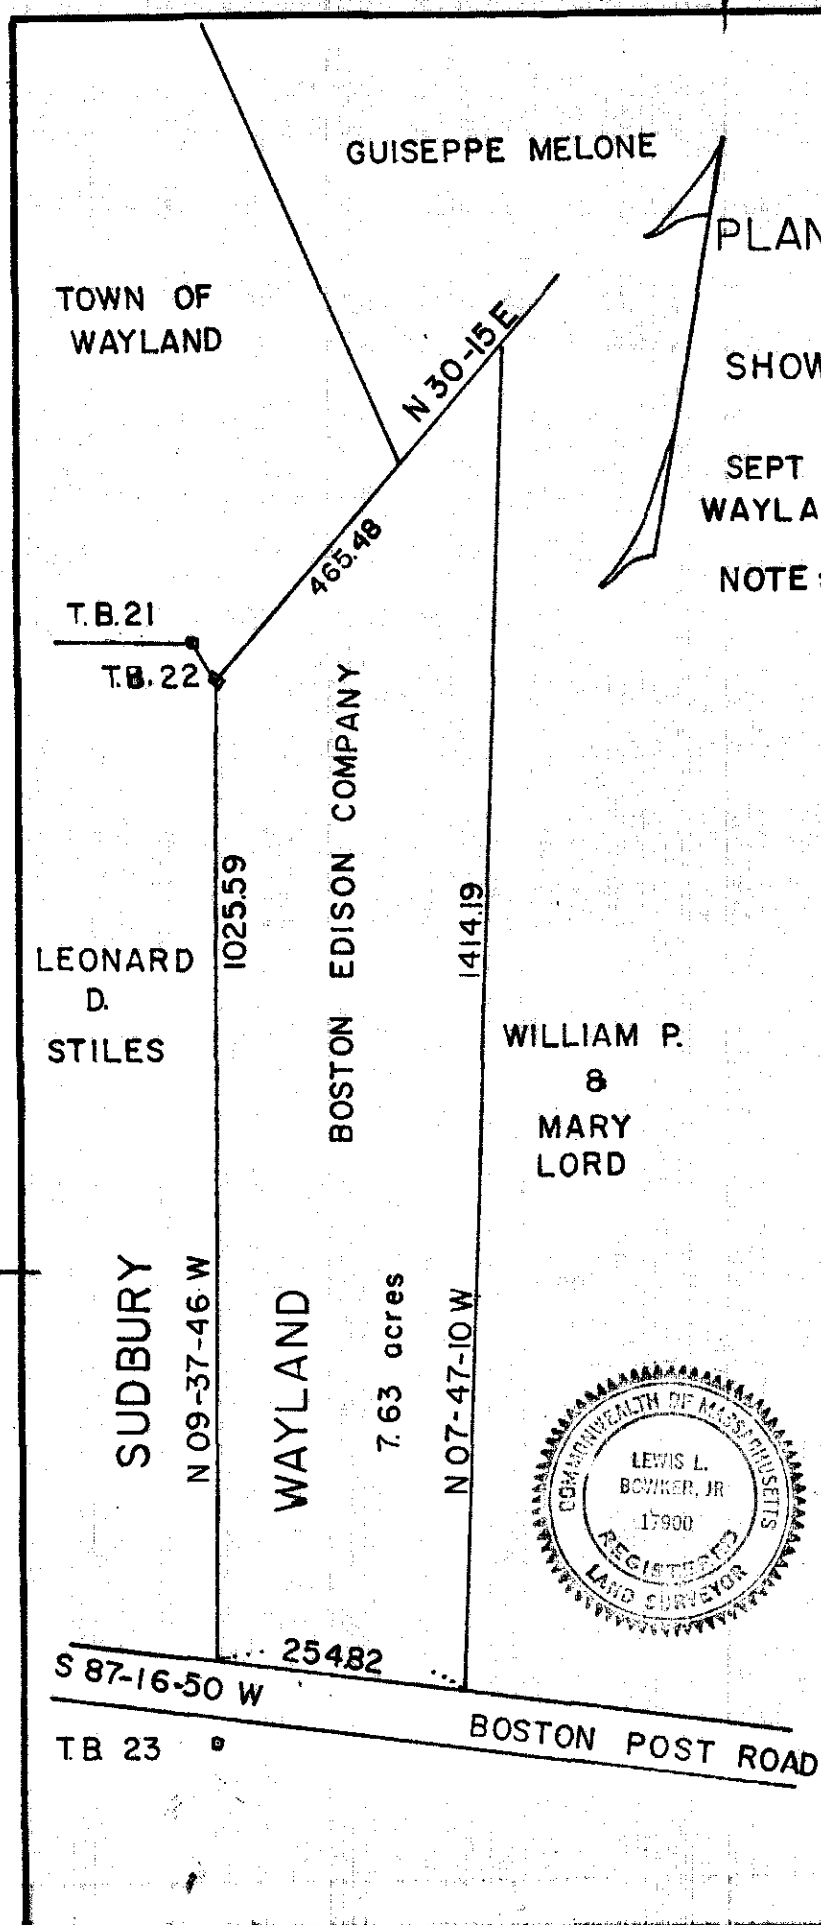 GUISEPPE MELONE
PLAN
TOWN OF
WAYLAND
N 30-15 E
SHOW
SEPT
WAYLA
465.48
NOTE:
T.B. 21
T.B. 22
BOSTON EDISON COMPANY
1025.59
1414.19
LEONARD
D.
STILES
WILLIAM P.
&
MARY
LORD
SUDBURY
N 09-37-46 W
WAYLAND
7.63 acres
N 07-47-10 W
COMMONWEALTH OF MASSACHUSETTS
LEWIS L.
BOWKER, JR
17900
REGISTERED
LAND SURVEYOR
254.82
S 87-16-50 W
BOSTON POST ROAD
T.B. 23